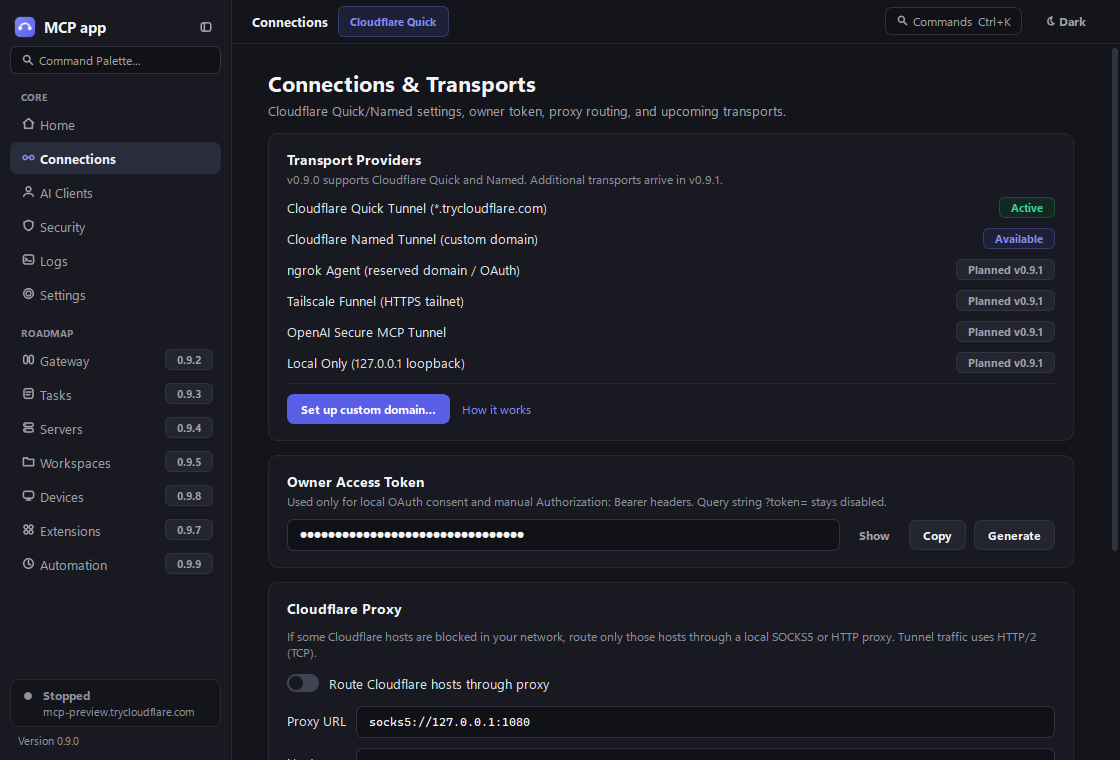 MCP app
Command Palette...
CORE
Home
Connections
AI Clients
Security
Logs
Settings
ROADMAP
Gateway 0.9.2
Tasks 0.9.3
Servers 0.9.4
Workspaces 0.9.5
Devices 0.9.8
Extensions 0.9.7
Automation 0.9.9
Stopped
mcp-preview.trycloudflare.com
Version 0.9.0
Connections Cloudflare Quick Commands Ctrl+K Dark
Connections & Transports
Cloudflare Quick/Named settings, owner token, proxy routing, and upcoming transports.
Transport Providers
v0.9.0 supports Cloudflare Quick and Named. Additional transports arrive in v0.9.1.
Cloudflare Quick Tunnel (*.trycloudflare.com) Active
Cloudflare Named Tunnel (custom domain) Available
ngrok Agent (reserved domain / OAuth) Planned v0.9.1
Tailscale Funnel (HTTPS tailnet) Planned v0.9.1
OpenAI Secure MCP Tunnel Planned v0.9.1
Local Only (127.0.0.1 loopback) Planned v0.9.1
Set up custom domain... How it works
Owner Access Token
Used only for local OAuth consent and manual Authorization: Bearer headers. Query string ?token= stays disabled.
Show Copy Generate
Cloudflare Proxy
If some Cloudflare hosts are blocked in your network, route only those hosts through a local SOCKS5 or HTTP proxy. Tunnel traffic uses HTTP/2
(TCP).
Route Cloudflare hosts through proxy
Proxy URL socks5://127.0.0.1:1080